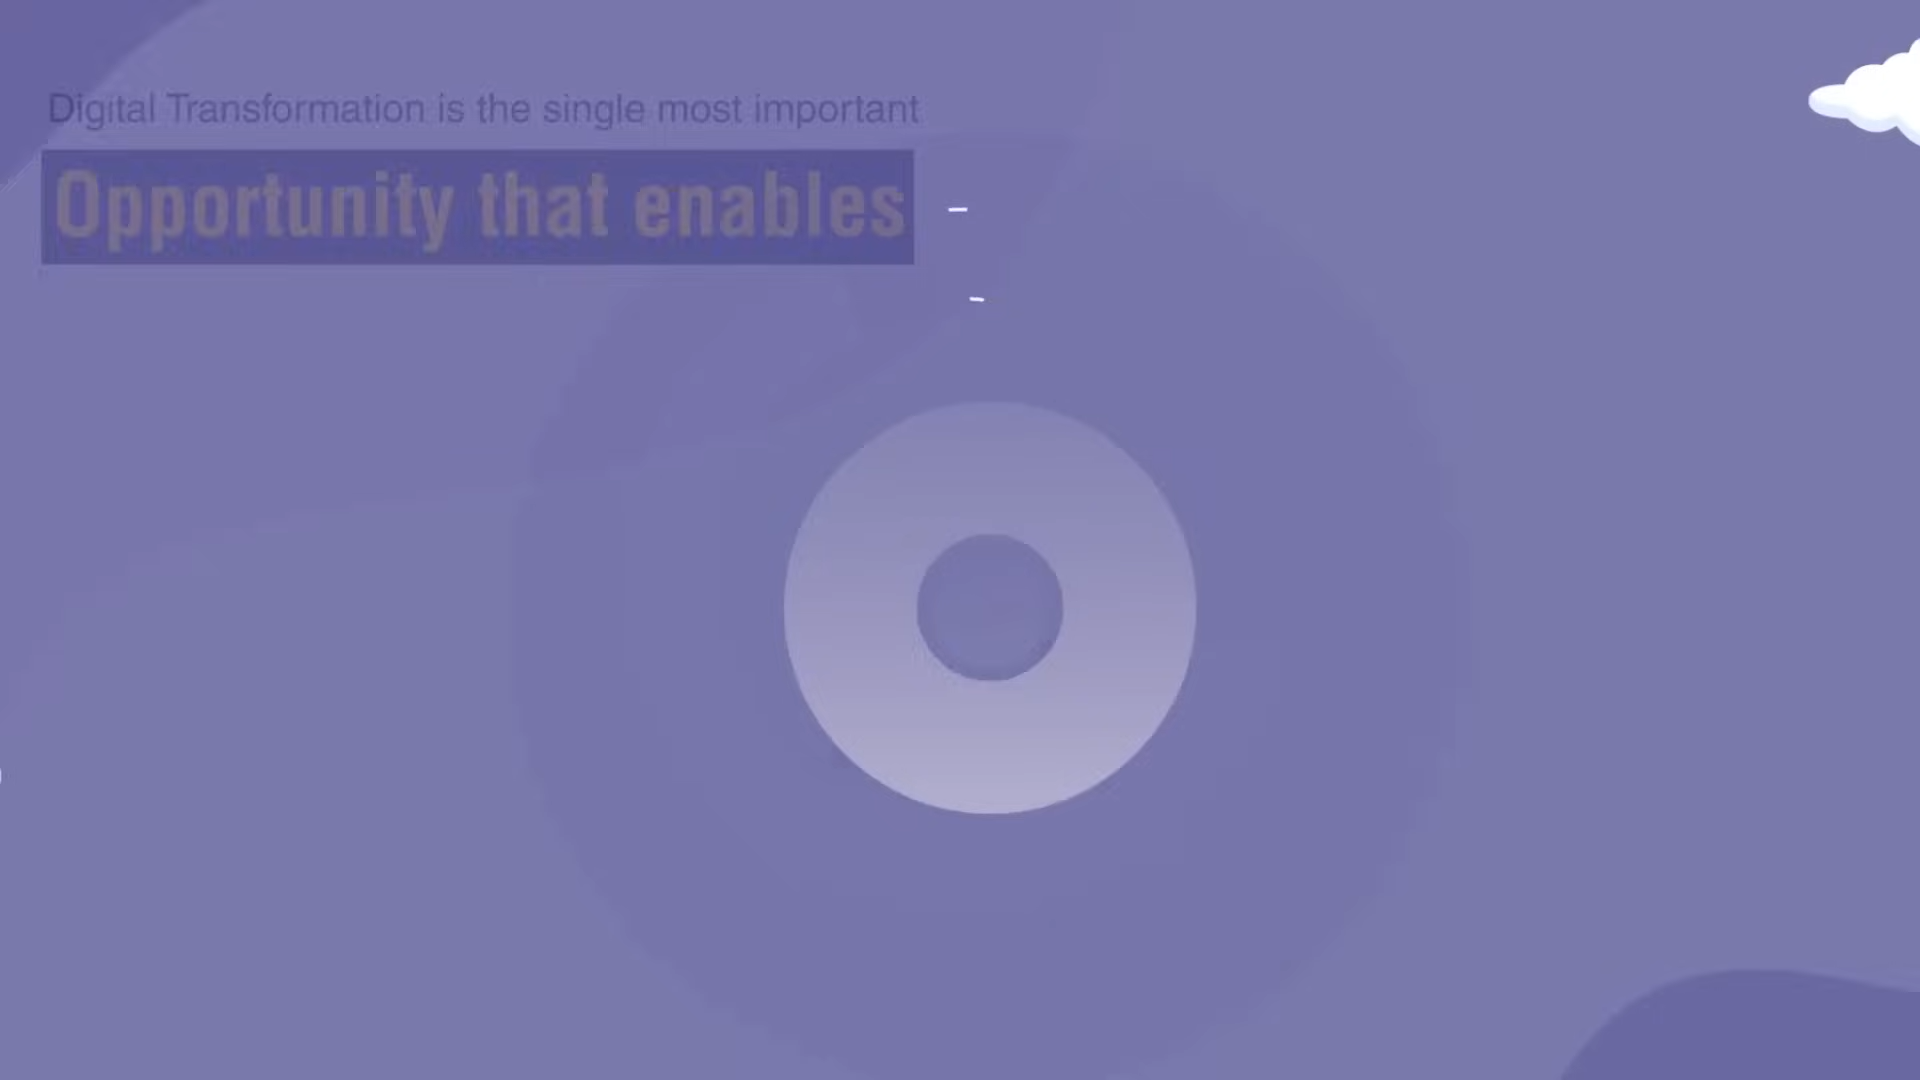 Digital Transformation is the single most important
Opportunity that enables